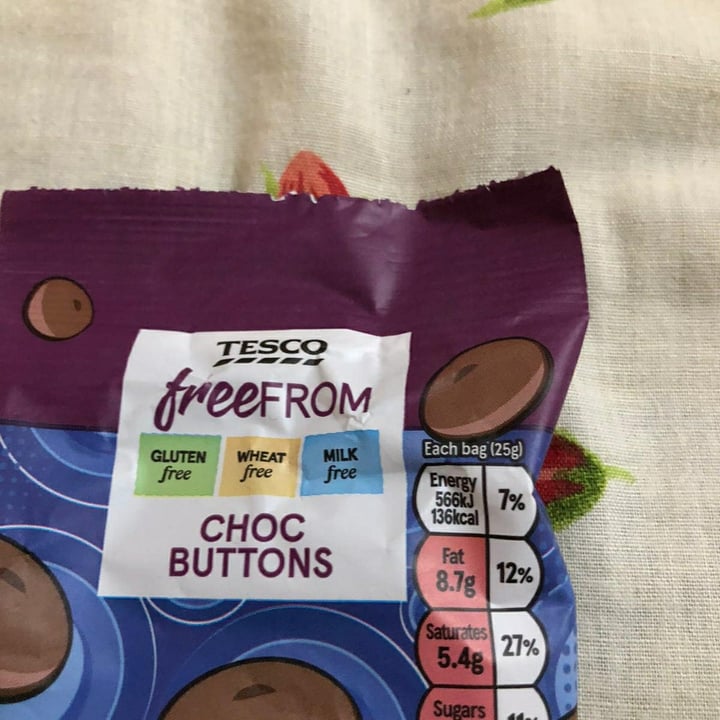 TESCO
freeFROM
GLUTEN free
WHEAT free
MILK free
CHOC
BUTTONS
Each bag (25g)
Energy
566kJ
136kcal
7%
Fat
8.7g
12%
Saturates
5.4g
27%
Sugars